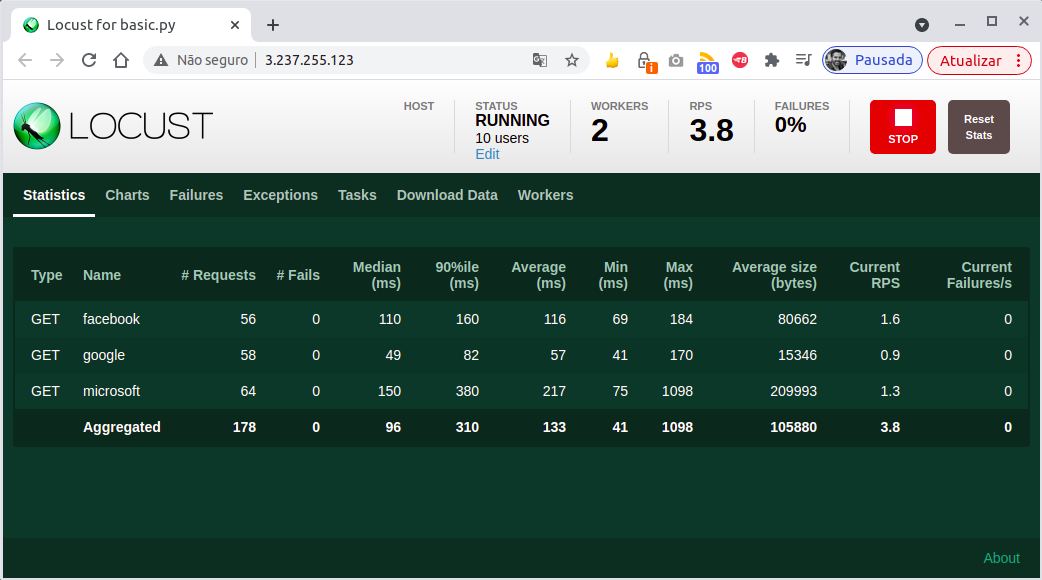 Locust for basic.py
Não seguro 3.237.255.123
100
Pausada
Atualizar
LOCUST
HOST
STATUS
RUNNING
10 users
Edit
WORKERS
2
RPS
3.8
FAILURES
0%
STOP
Reset
Stats
Statistics Charts Failures Exceptions Tasks Download Data Workers
Type Name # Requests # Fails Median (ms) 90%ile (ms) Average (ms) Min (ms) Max (ms) Average size (bytes) Current RPS Current Failures/s
GET facebook 56 0 110 160 116 69 184 80662 1.6 0
GET google 58 0 49 82 57 41 170 15346 0.9 0
GET microsoft 64 0 150 380 217 75 1098 209993 1.3 0
Aggregated 178 0 96 310 133 41 1098 105880 3.8 0
About